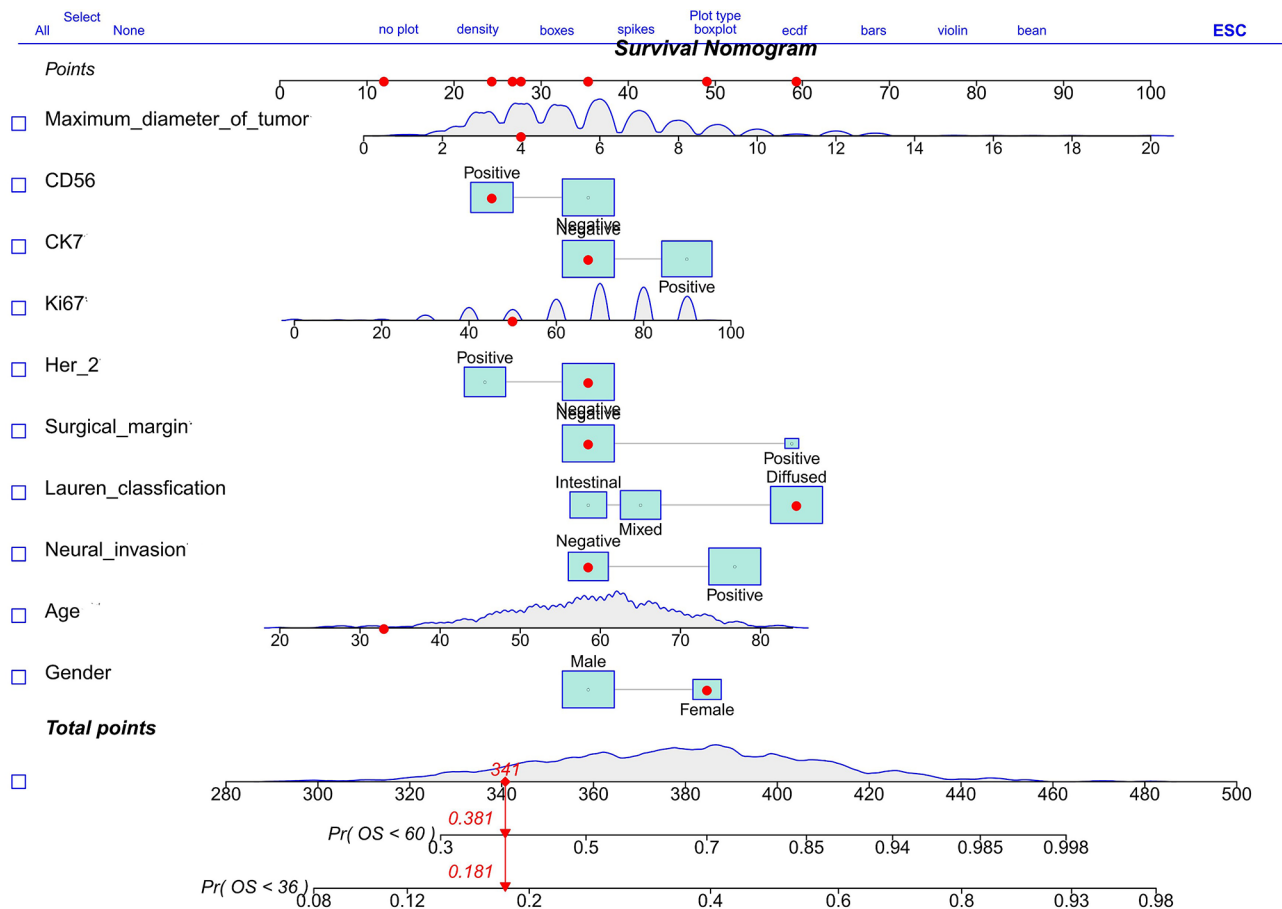 Select
Plot type
All None no plot density boxes spikes boxplot ecdf bars violin bean ESC
Survival Nomogram
Points
0 10 20 30 40 50 60 70 80 90 100
Maximum_diameter_of_tumor
0 2 4 6 8 10 12 14 16 18 20
CD56
Positive
Negative
CK7
Negative
Positive
Ki67
0 20 40 60 80 100
Her_2
Positive
Negative
Surgical_margin
Negative
Positive
Lauren_classfication
Intestinal
Mixed
Diffused
Neural_invasion
Negative
Positive
Age
20 30 40 50 60 70 80
Gender
Male
Female
Total points
341
280 300 320 340 360 380 400 420 440 460 480 500
0.381
Pr( OS < 60 )
0.3 0.5 0.7 0.85 0.94 0.985 0.998
0.181
Pr( OS < 36 )
0.08 0.12 0.2 0.4 0.6 0.8 0.93 0.98